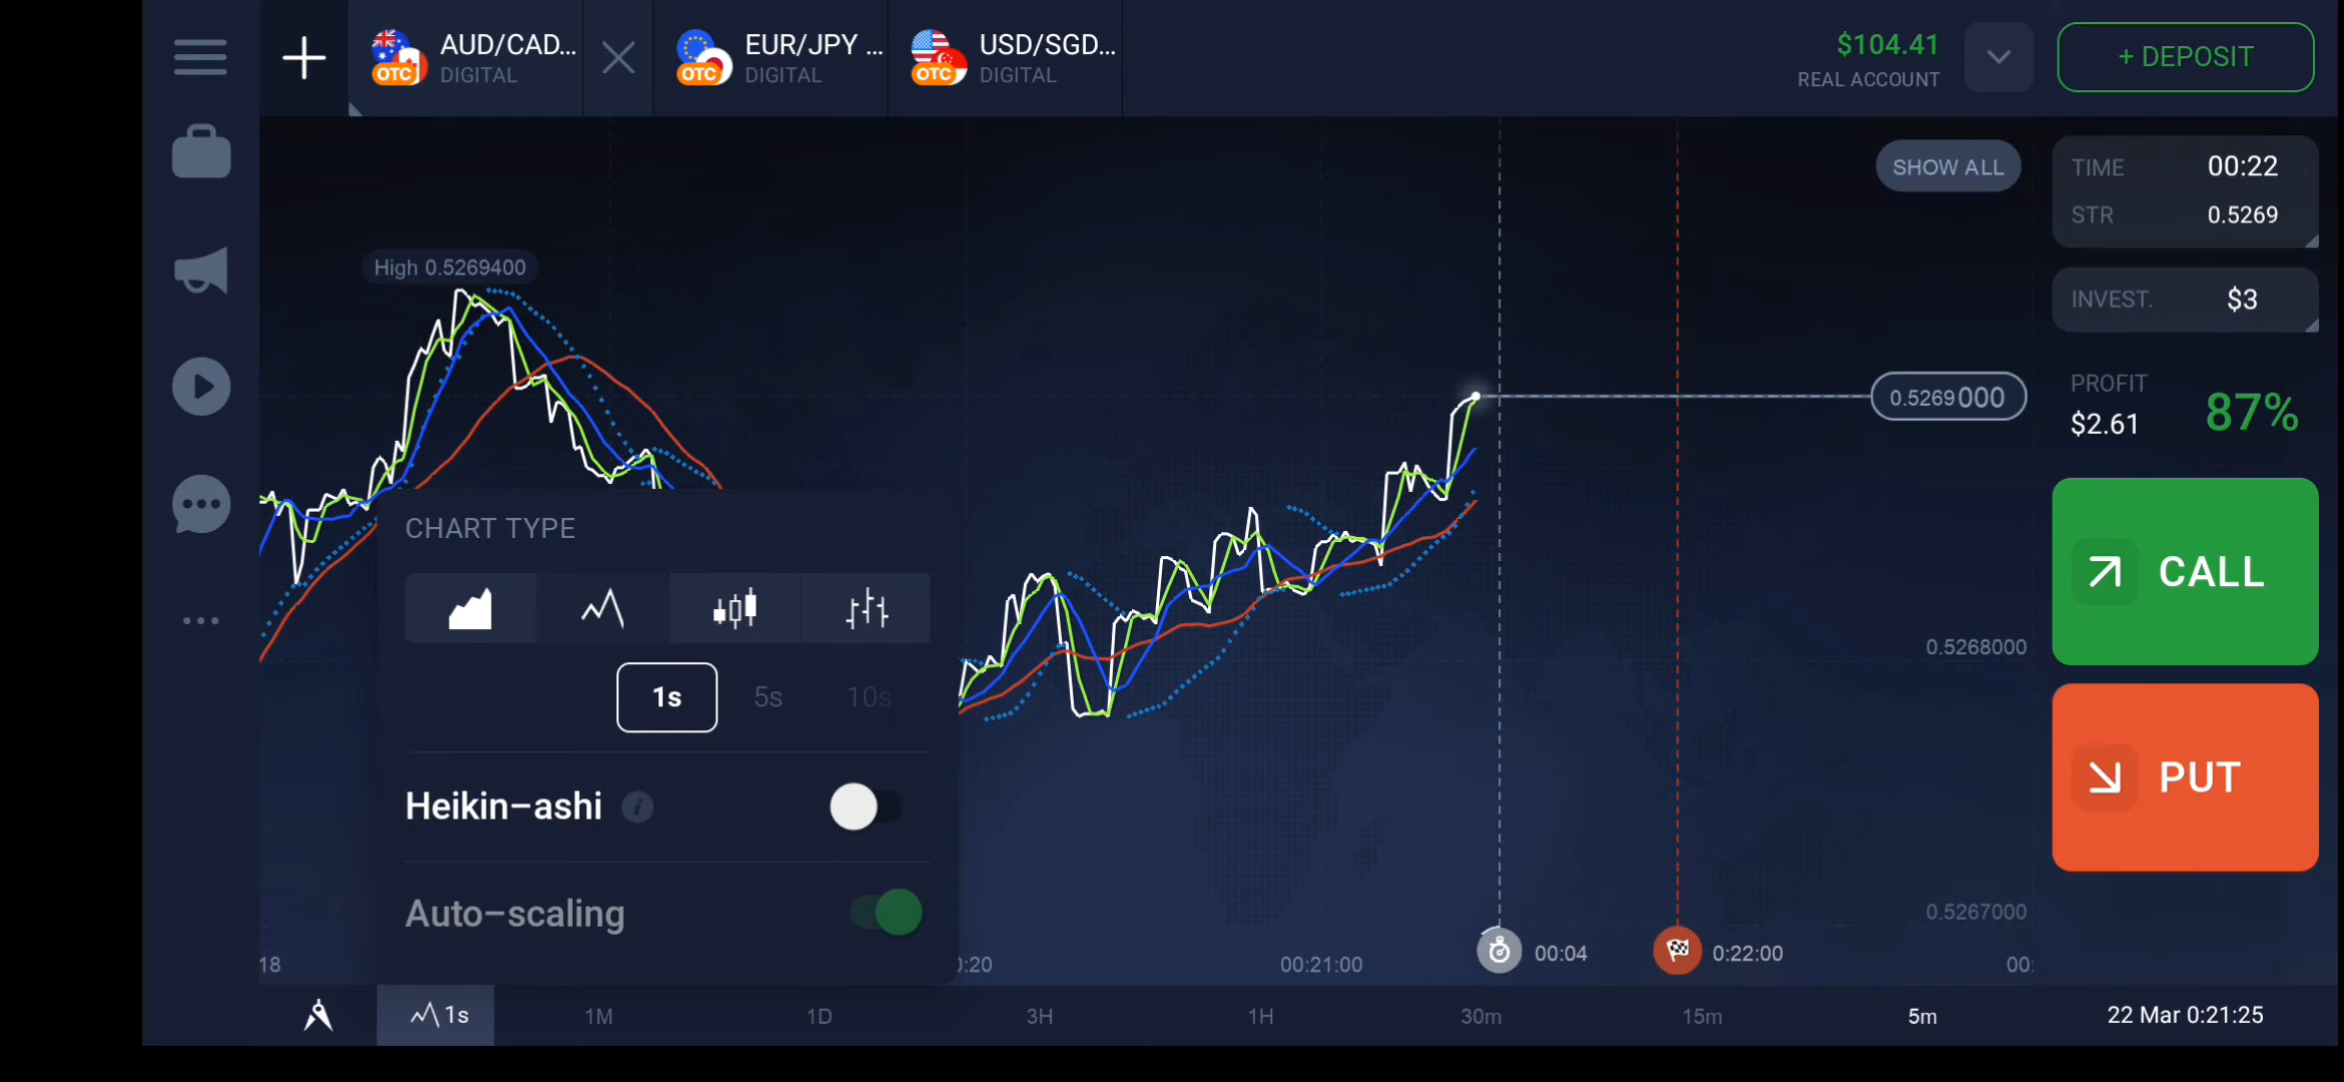 AUD/CAD...
OTC
DIGITAL
EUR/JPY ...
OTC
DIGITAL
USD/SGD...
OTC
DIGITAL
$104.41
REAL ACCOUNT
+ DEPOSIT
SHOW ALL
TIME 00:22
STR 0.5269
INVEST. $3
High 0.5269400
0.5269000
PROFIT
$2.61
87%
CALL
PUT
CHART TYPE
1s 5s 10s
Heikin-ashi
Auto-scaling
0.5268000
0.5267000
18
0:20
00:21:00
00:04
0:22:00
00:
1s 1M 1D 3H 1H 30m 15m 5m
22 Mar 0:21:25